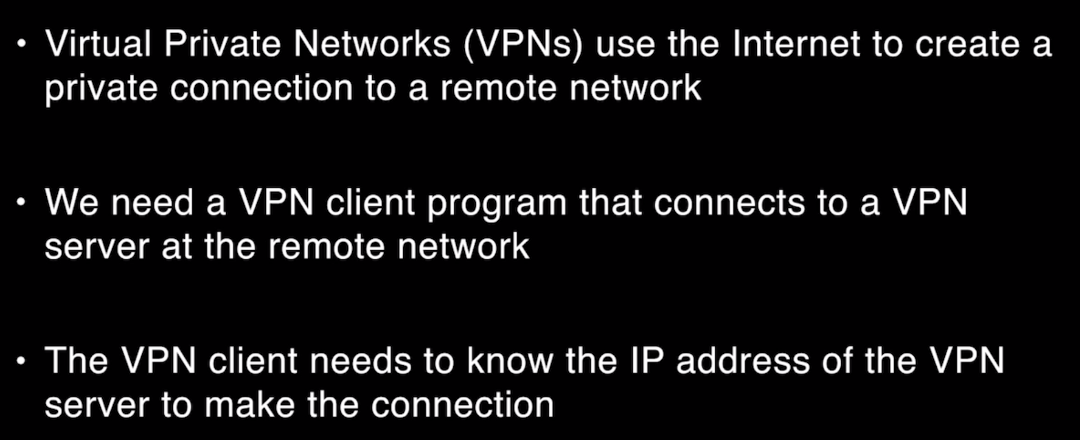 • Virtual Private Networks (VPNs) use the Internet to create a
private connection to a remote network
• We need a VPN client program that connects to a VPN
server at the remote network
• The VPN client needs to know the IP address of the VPN
server to make the connection